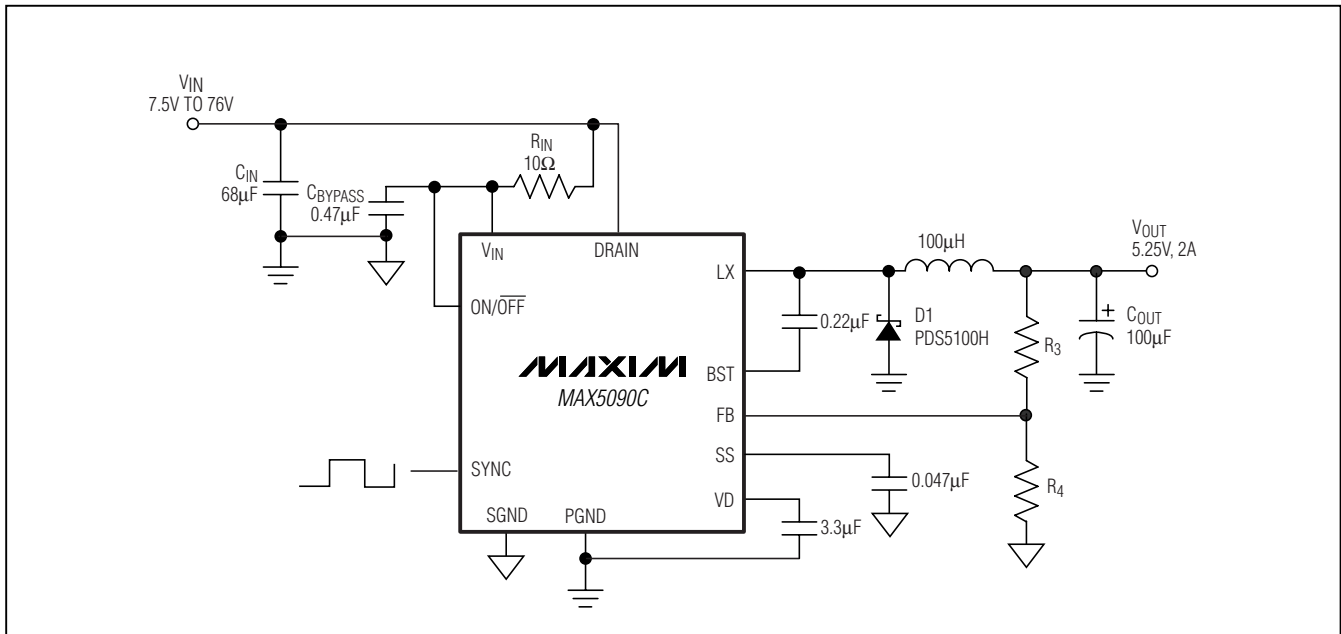 VIN
7.5V TO 76V
RIN
10Ω
CIN
68µF
CBYPASS
0.47µF
VIN
DRAIN
LX
100µH
VOUT
5.25V, 2A
ON/OFF
0.22µF
D1
PDS5100H
COUT
100µF
+
R3
MAXIM
MAX5090C
BST
FB
SYNC
SS
0.047µF
R4
VD
3.3µF
SGND
PGND